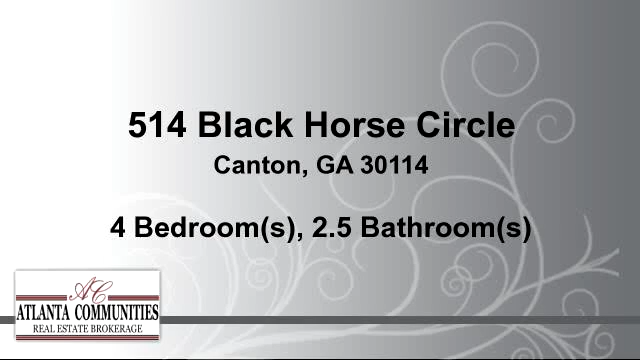 514 Black Horse Circle
Canton, GA 30114
4 Bedroom(s), 2.5 Bathroom(s)
AC
ATLANTA COMMUNITIES
REAL ESTATE BROKERAGE